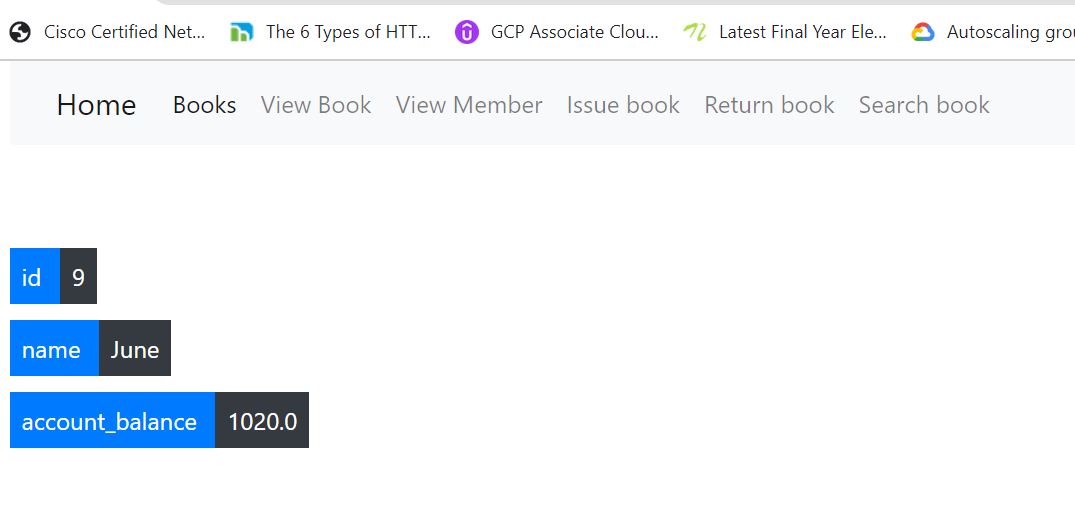 Cisco Certified Net... The 6 Types of HTT... GCP Associate Clou... Latest Final Year Ele... Autoscaling grou
Home Books View Book View Member Issue book Return book Search book
id 9
name June
account_balance 1020.0